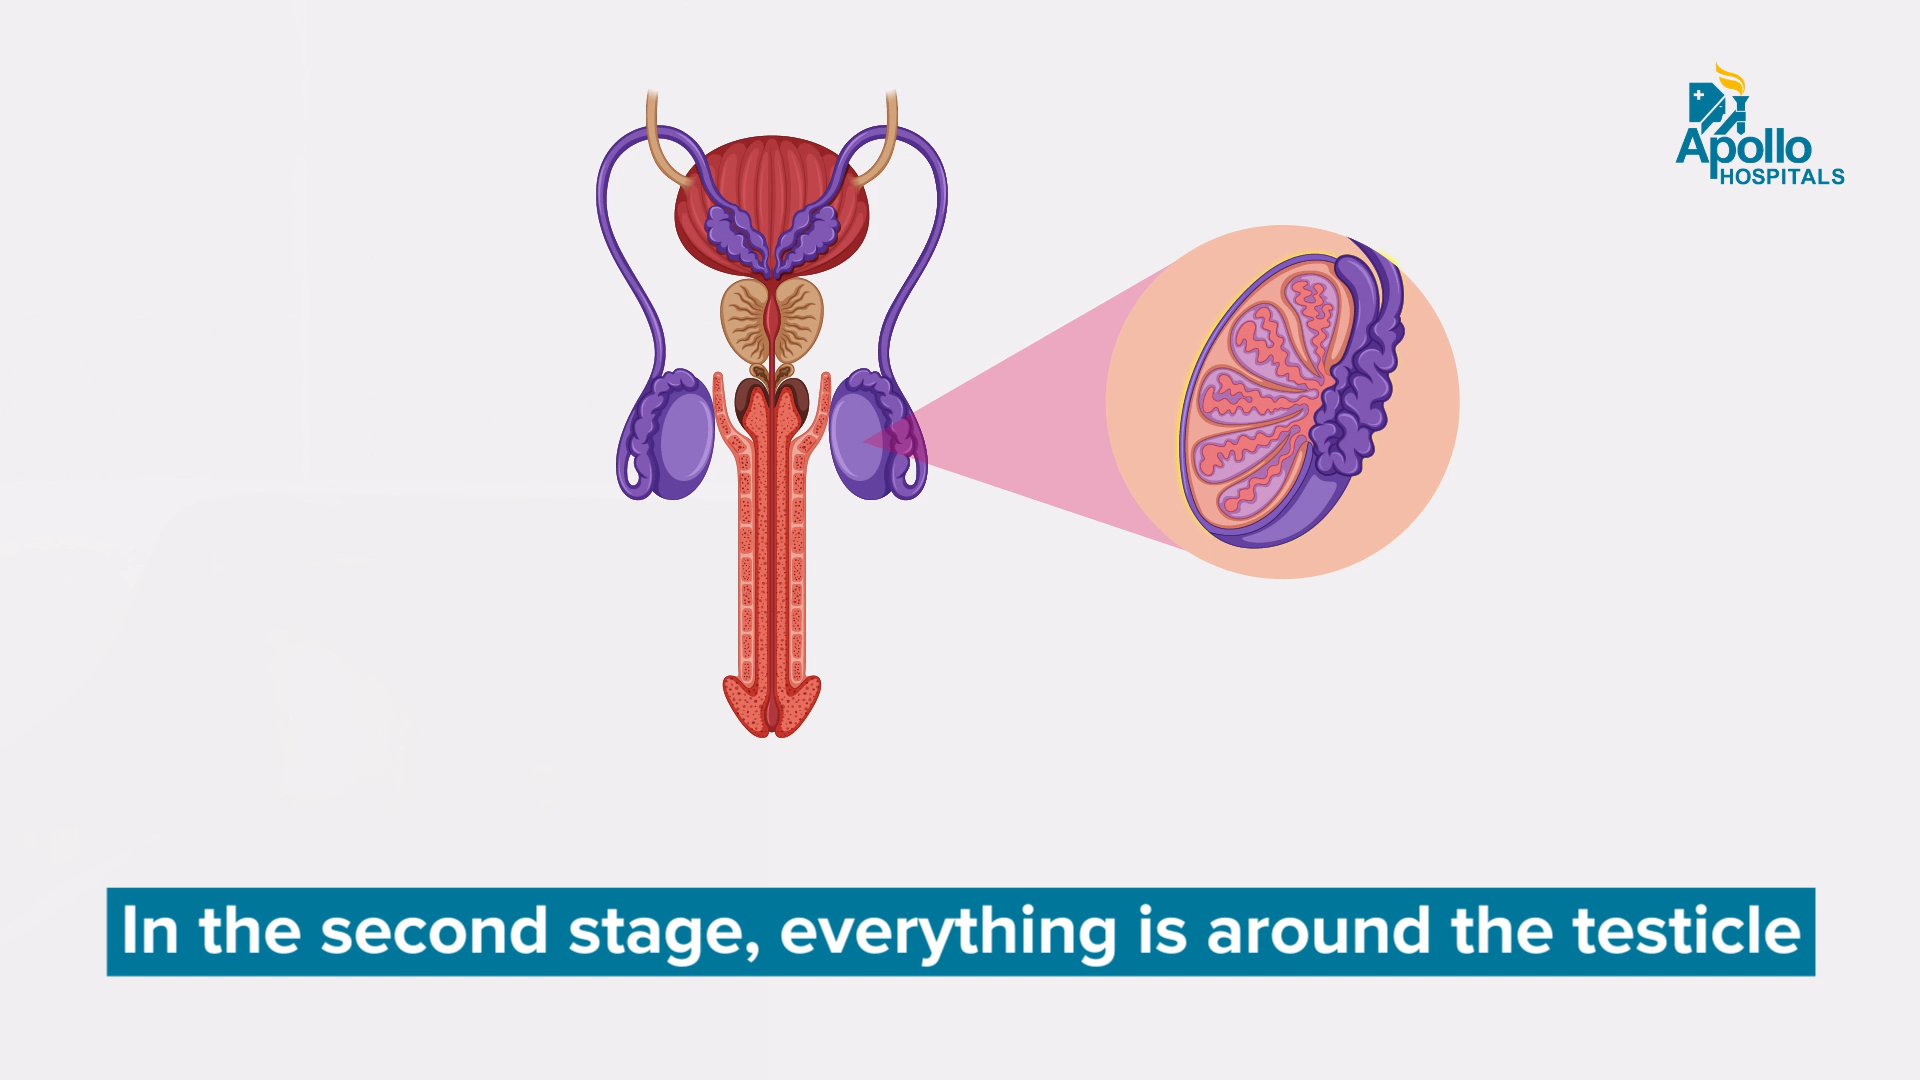 Apollo
HOSPITALS
In the second stage, everything is around the testicle